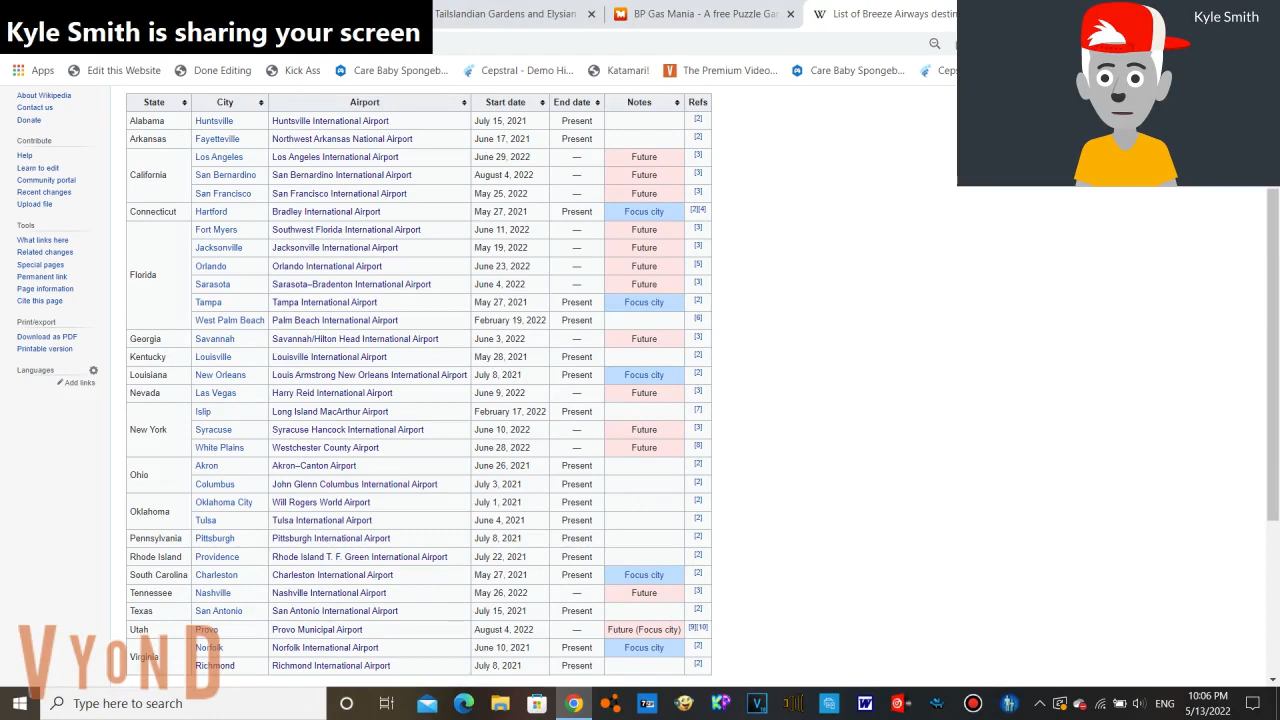 Kyle Smith is sharing your screen
Tailslandian Gardens and Elysian
BP Gas Mania - A free Puzzle Gar
List of Breeze Airways destin
Kyle Smith
Apps Edit this Website Done Editing Kick Ass Care Baby Spongeb... Cepstral - Demo Hi... Katamari! The Premium Video... Care Baby Spongeb... Ceps
About Wikipedia
Contact us
Donate
Contribute
Help
Learn to edit
Community portal
Recent changes
Upload file
Tools
What links here
Related changes
Special pages
Permanent link
Page information
Cite this page
Print/export
Download as PDF
Printable version
Languages
Add links
State City Airport Start date End date Notes Refs
Alabama Huntsville Huntsville International Airport July 15, 2021 Present [2]
Arkansas Fayetteville Northwest Arkansas National Airport June 17, 2021 Present [2]
California Los Angeles Los Angeles International Airport June 29, 2022 — Future [3]
San Bernardino San Bernardino International Airport August 4, 2022 — Future [3]
San Francisco San Francisco International Airport May 25, 2022 — Future [3]
Connecticut Hartford Bradley International Airport May 27, 2021 Present Focus city [2][4]
Florida Fort Myers Southwest Florida International Airport June 11, 2022 — Future [3]
Jacksonville Jacksonville International Airport May 19, 2022 — Future [3]
Orlando Orlando International Airport June 23, 2022 — Future [5]
Sarasota Sarasota–Bradenton International Airport June 4, 2022 — Future [3]
Tampa Tampa International Airport May 27, 2021 Present Focus city [2]
West Palm Beach Palm Beach International Airport February 19, 2022 Present [6]
Georgia Savannah Savannah/Hilton Head International Airport June 3, 2022 — Future [3]
Kentucky Louisville Louisville International Airport May 28, 2021 Present [2]
Louisiana New Orleans Louis Armstrong New Orleans International Airport July 8, 2021 Present Focus city [2]
Nevada Las Vegas Harry Reid International Airport June 9, 2022 — Future [3]
New York Islip Long Island MacArthur Airport February 17, 2022 Present [7]
Syracuse Syracuse Hancock International Airport June 10, 2022 — Future [3]
White Plains Westchester County Airport June 28, 2022 — Future [8]
Ohio Akron Akron–Canton Airport June 26, 2021 Present [2]
Columbus John Glenn Columbus International Airport July 3, 2021 Present [2]
Oklahoma Oklahoma City Will Rogers World Airport July 1, 2021 Present [2]
Tulsa Tulsa International Airport June 4, 2021 Present [2]
Pennsylvania Pittsburgh Pittsburgh International Airport July 8, 2021 Present [2]
Rhode Island Providence Rhode Island T. F. Green International Airport July 22, 2021 Present [2]
South Carolina Charleston Charleston International Airport May 27, 2021 Present Focus city [2]
Tennessee Nashville Nashville International Airport May 26, 2022 — Future [3]
Texas San Antonio San Antonio International Airport July 15, 2021 Present [2]
Utah Provo Provo Municipal Airport August 4, 2022 — Future (Focus city) [9][10]
Virginia Norfolk Norfolk International Airport June 10, 2021 Present Focus city [2]
Richmond Richmond International Airport July 8, 2021 Present [2]
VYOND
Type here to search
ENG
10:06 PM
5/13/2022